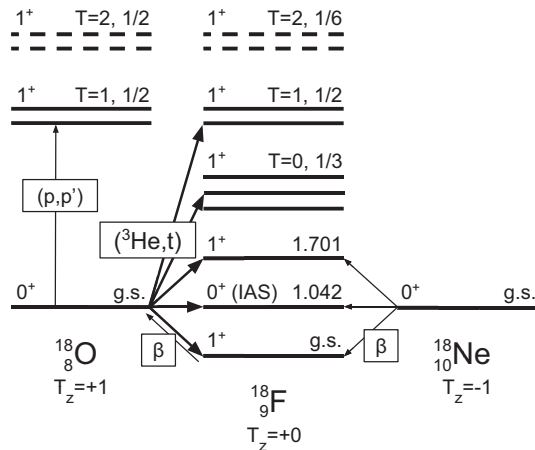 1⁺ T=2, 1/2
1⁺ T=2, 1/6
1⁺ T=1, 1/2
1⁺ T=1, 1/2
1⁺ T=0, 1/3
(p,p’)
(³He,t)
1⁺ 1.701
0⁺ g.s.
0⁺ (IAS) 1.042
0⁺ g.s.
1⁺ g.s.
β
β
¹⁸₈O
T_z=+1
¹⁸₉F
T_z=+0
¹⁸₁₀Ne
T_z=-1